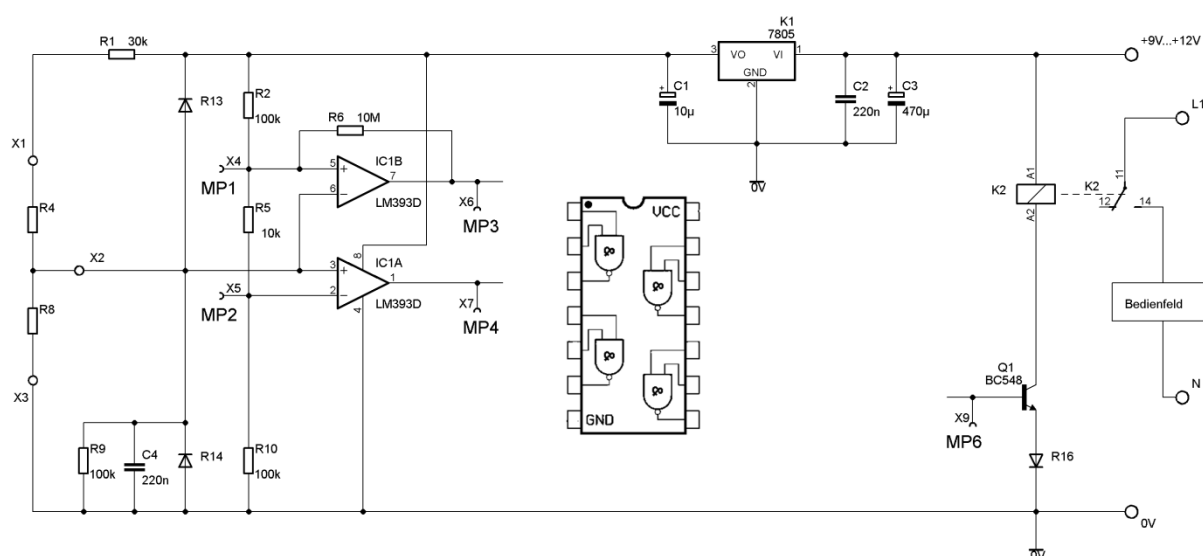 R1 30k
K1
7805
3 VO VI 1
GND
2
+9V...+12V
R13
R2
100k
R6 10M
C1
10µ
C2
220n
C3
470µ
L1
X1
X4
MP1
5
+
6
−
7
IC1B
LM393D
X6
MP3
0V
VCC
&
&
&
&
GND
A1
K2
A2
K2
11
12
14
R4
R5
10k
X2
3
+
2
−
8
1
4
IC1A
LM393D
X5
MP2
X7
MP4
R8
Bedienfeld
X3
Q1
BC548
N
X9
MP6
R9
100k
C4
220n
R14
R10
100k
R16
0V
0V